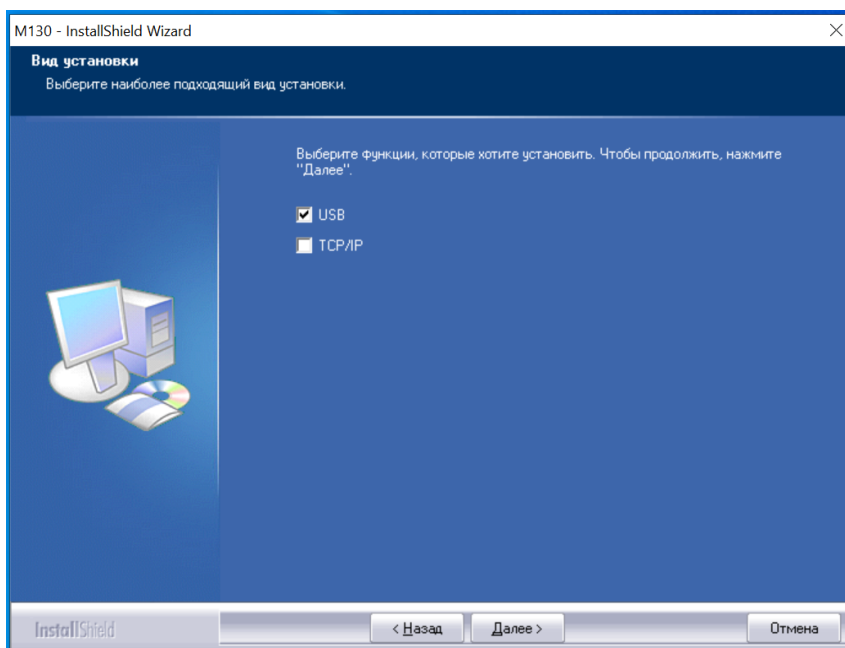 M130 - InstallShield Wizard
Вид установки
Выберите наиболее подходящий вид установки.
Выберите функции, которые хотите установить. Чтобы продолжить, нажмите
"Далее".
USB
TCP/IP
InstallShield
< Назад
Далее >
Отмена